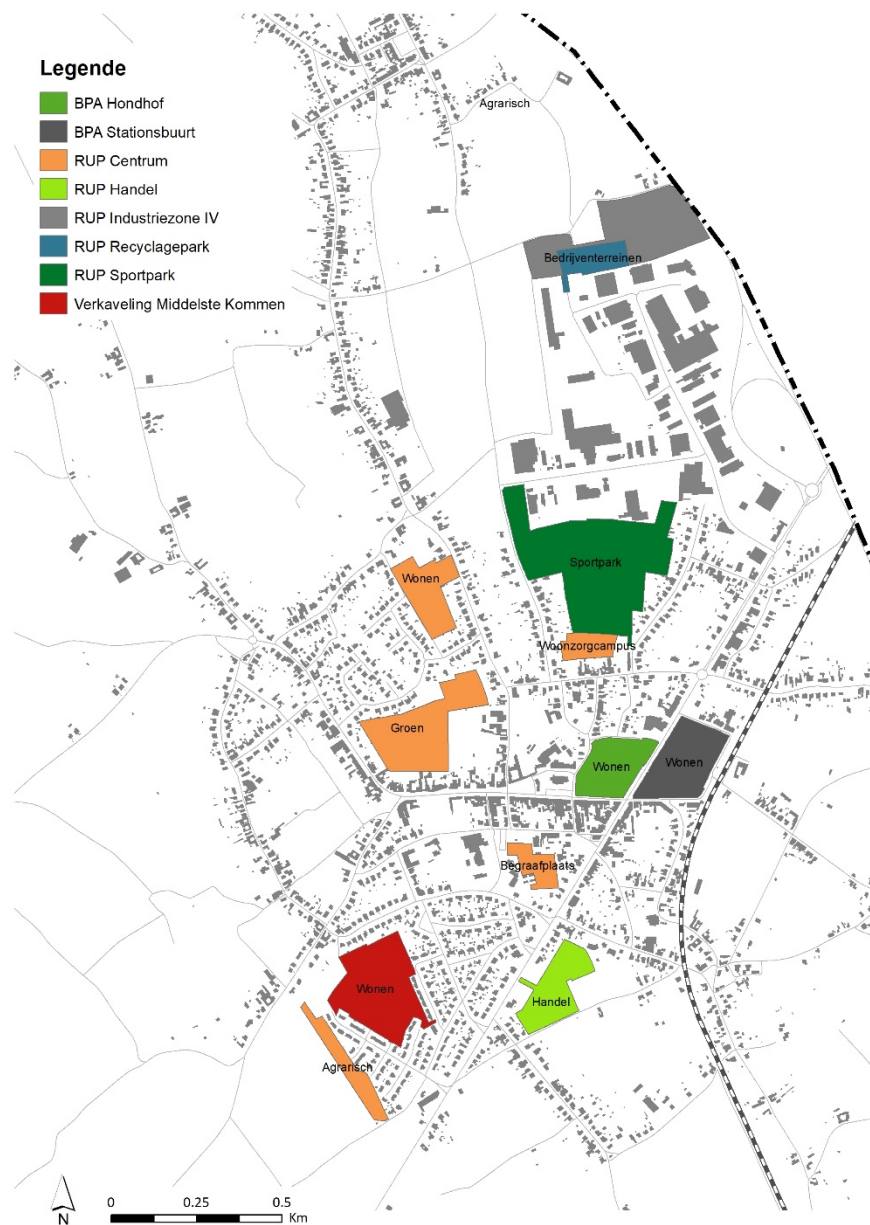 Legende
BPA Hondhof
BPA Stationsbuurt
RUP Centrum
RUP Handel
RUP Industriezone IV
RUP Recyclagepark
RUP Sportpark
Verkaveling Middelste Kommen
Agrarisch
Bedrijventerreinen
Sportpark
Wonen
Woonzorgcampus
Groen
Wonen
Wonen
Begraafplaats
Wonen
Handel
Agrarisch
N
0 0.25 0.5
Km